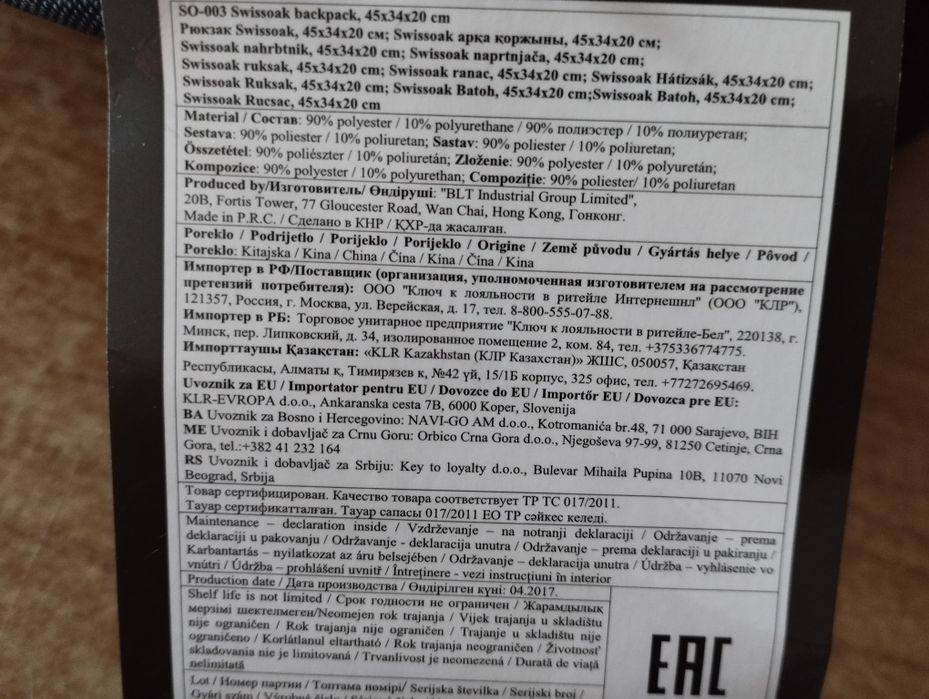 SO-003 Swissoak backpack, 45x34x20 cm
Рюкзак Swissoak, 45x34x20 см; Swissoak арқа қоржыны, 45x34x20 см;
Swissoak nahrbtnik, 45x34x20 cm; Swissoak naprtnjača, 45x34x20 cm;
Swissoak ruksak, 45x34x20 cm; Swissoak ranac, 45x34x20 cm; Swissoak Hátizsák, 45x34x20 cm;
Swissoak Ruksak, 45x34x20 cm; Swissoak Batoh, 45x34x20 cm;Swissoak Batoh, 45x34x20 cm;
Swissoak Rucsac, 45x34x20 cm
Material / Состав: 90% polyester / 10% polyurethane / 90% полиэстер / 10% полиуретан;
Sestava: 90% poliester / 10% poliuretan; Sastav: 90% poliester / 10% poliuretan;
Összetétel: 90% poliészter / 10% poliuretán; Zloženie: 90% polyester / 10% polyuretán;
Kompozice: 90% polyester / 10% polyurethan; Compoziție: 90% poliester/ 10% poliuretan
Produced by/Изготовитель/ Өндіруші: "BLT Industrial Group Limited",
20B, Fortis Tower, 77 Gloucester Road, Wan Chai, Hong Kong, Гонконг.
Made in P.R.C. / Сделано в КНР / ҚХР-да жасалған.
Poreklo / Podrijetlo / Porijeklo / Porijeklo / Origine / Země původu / Gyártás helye / Pôvod /
Poreklo: Kitajska / Kina / China / Čína / Kína / Čína / Kina
Импортер в РФ/Поставщик (организация, уполномоченная изготовителем на рассмотрение
претензий потребителя): ООО "Ключ к лояльности в ритейле Интернешнл" (ООО "КЛР"),
121357, Россия, г. Москва, ул. Верейская, д. 17, тел. 8-800-555-07-88.
Импортер в РБ: Торговое унитарное предприятие "Ключ к лояльности в ритейле-Бел", 220138, г.
Минск, пер. Липковский, д. 34, изолированное помещение 2, ком. 84, тел. +375336774775.
Импорттаушы Қазақстан: «KLR Kazakhstan (КЛР Казахстан)» ЖШС, 050057, Қазақстан
Республикасы, Алматы қ, Тимирязев к, №42 үй, 15/1Б корпус, 325 офис, тел. +77272695469.
Uvoznik za EU / Importator pentru EU / Dovozce do EU / Importőr EU / Dovozca pre EU:
KLR-EVROPA d.o.o., Ankaranska cesta 7B, 6000 Koper, Slovenija
BA Uvoznik za Bosno i Hercegovino: NAVI-GO AM d.o.o., Kotromanića br.48, 71 000 Sarajevo, BIH
ME Uvoznik i dobavljač za Crnu Goru: Orbico Crna Gora d.o.o., Njegoševa 97-99, 81250 Cetinje, Crna
Gora, tel.:+382 41 232 164
RS Uvoznik i dobavljač za Srbiju: Key to loyalty d.o.o., Bulevar Mihaila Pupina 10B, 11070 Novi
Beograd, Srbija
Товар сертифицирован. Качество товара соответствует ТР ТС 017/2011.
Тауар сертификатталған. Тауар сапасы 017/2011 ЕО ТР сәйкес келеді.
Maintenance – declaration inside / Vzdrževanje – na notranji deklaraciji / Održavanje – prema
deklaraciji u pakovanju / Održavanje - deklaracija unutra / Održavanje – prema deklaraciji u pakiranju /
Karbantartás – nyilatkozat az áru belsejében / Održavanje – deklaracija unutra / Údržba – vyhlásenie vo
vnútri / Údržba – prohlášení uvnitř / Întreținere - vezi instrucțiuni în interior
Production date / Дата производства / Өндірілген күні: 04.2017.
Shelf life is not limited / Срок годности не ограничен / Жарамдылық
мерзімі шектелмеген/Neomejen rok trajanja / Vijek trajanja u skladištu
nije ograničen / Rok trajanja nije ograničen / Trajanje u skladištu nije
ograničeno / Korlátlanul eltartható / Rok trajanja neograničen / Životnosť
skladovania nie je limitovaná / Trvanlivost je neomezená / Durată de viață
nelimitată
EAC
Lot / Номер партии / Топтама номірі/ Serijska številka / Serijski broj /
Gyári szám /